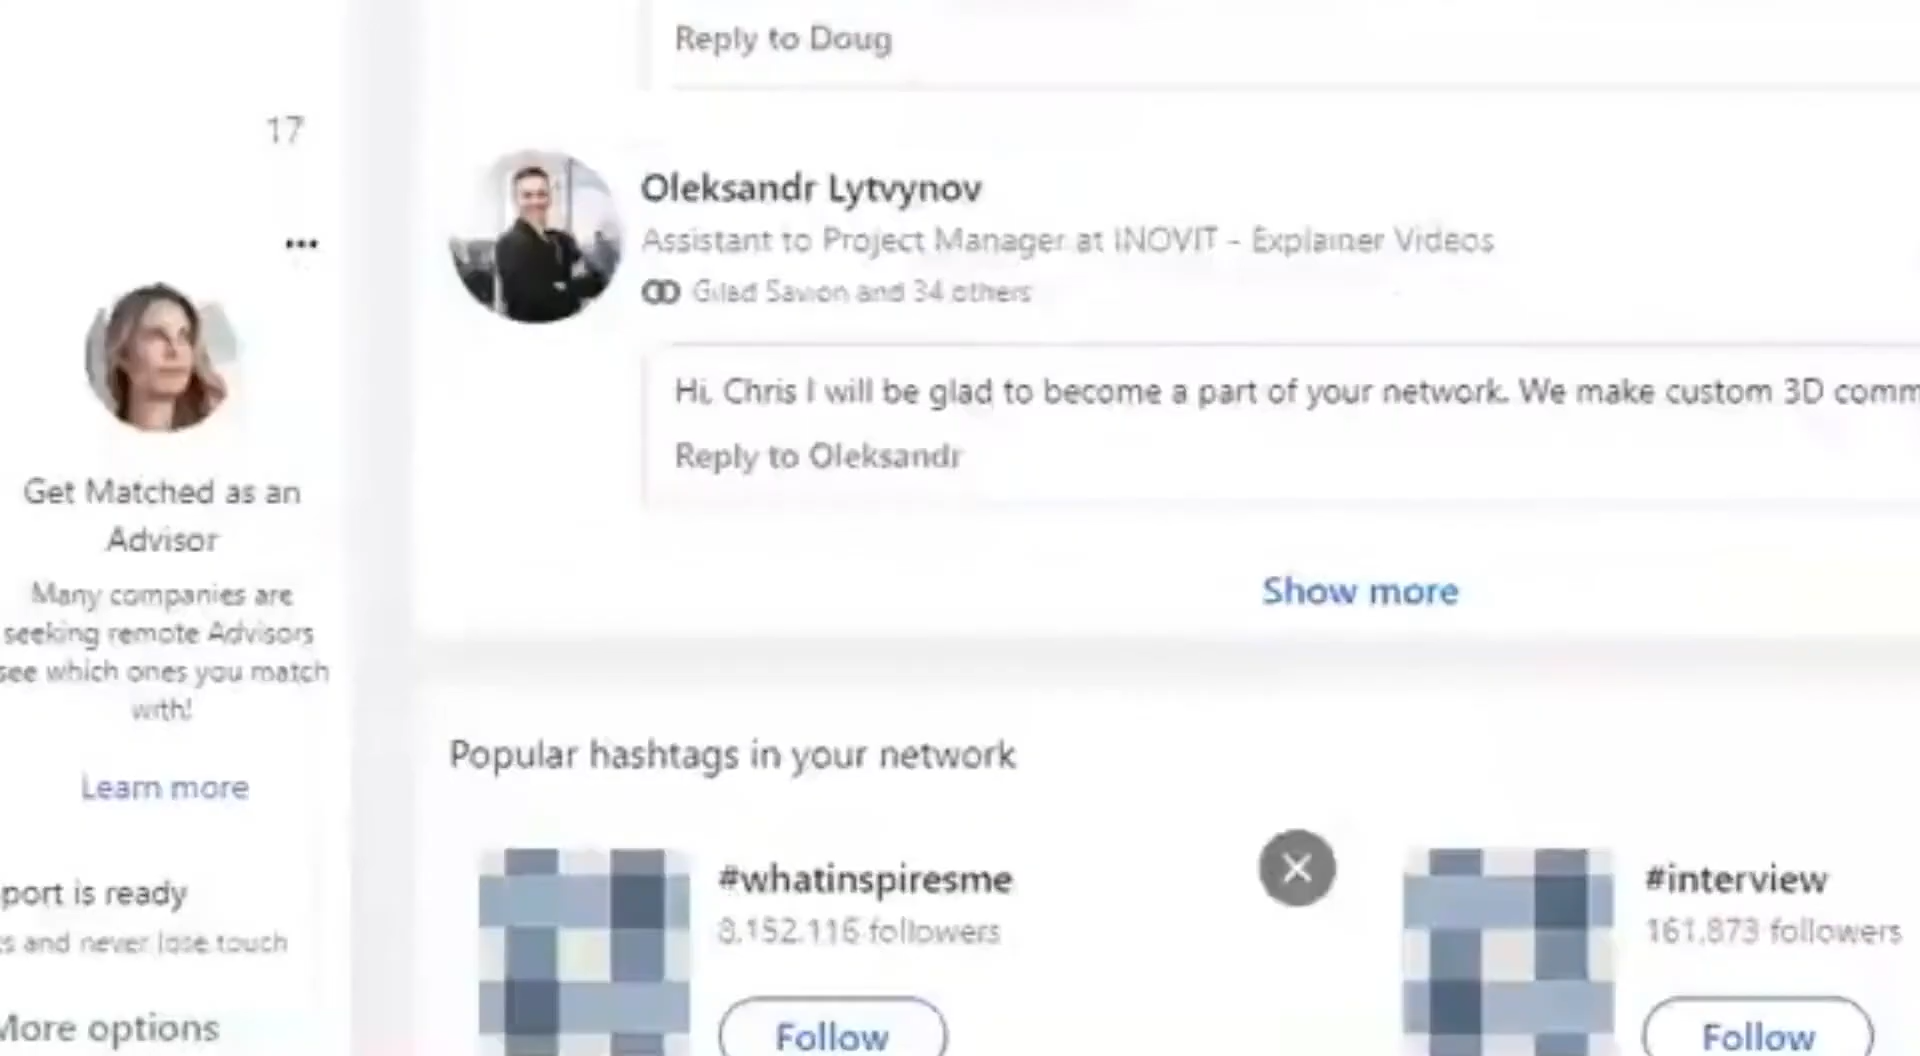 Reply to Doug
17
Oleksandr Lytvynov
Assistant to Project Manager at INOVIT - Explainer Videos
Gilad Savion and 34 others
Hi, Chris I will be glad to become a part of your network. We make custom 3D comm
Reply to Oleksandr
Show more
Get Matched as an
Advisor
Many companies are
seeking remote Advisors
see which ones you match
with!
Learn more
port is ready
ts and never lose touch
More options
Popular hashtags in your network
#whatinspiresme
8,152,116 followers
Follow
#interview
161,873 followers
Follow